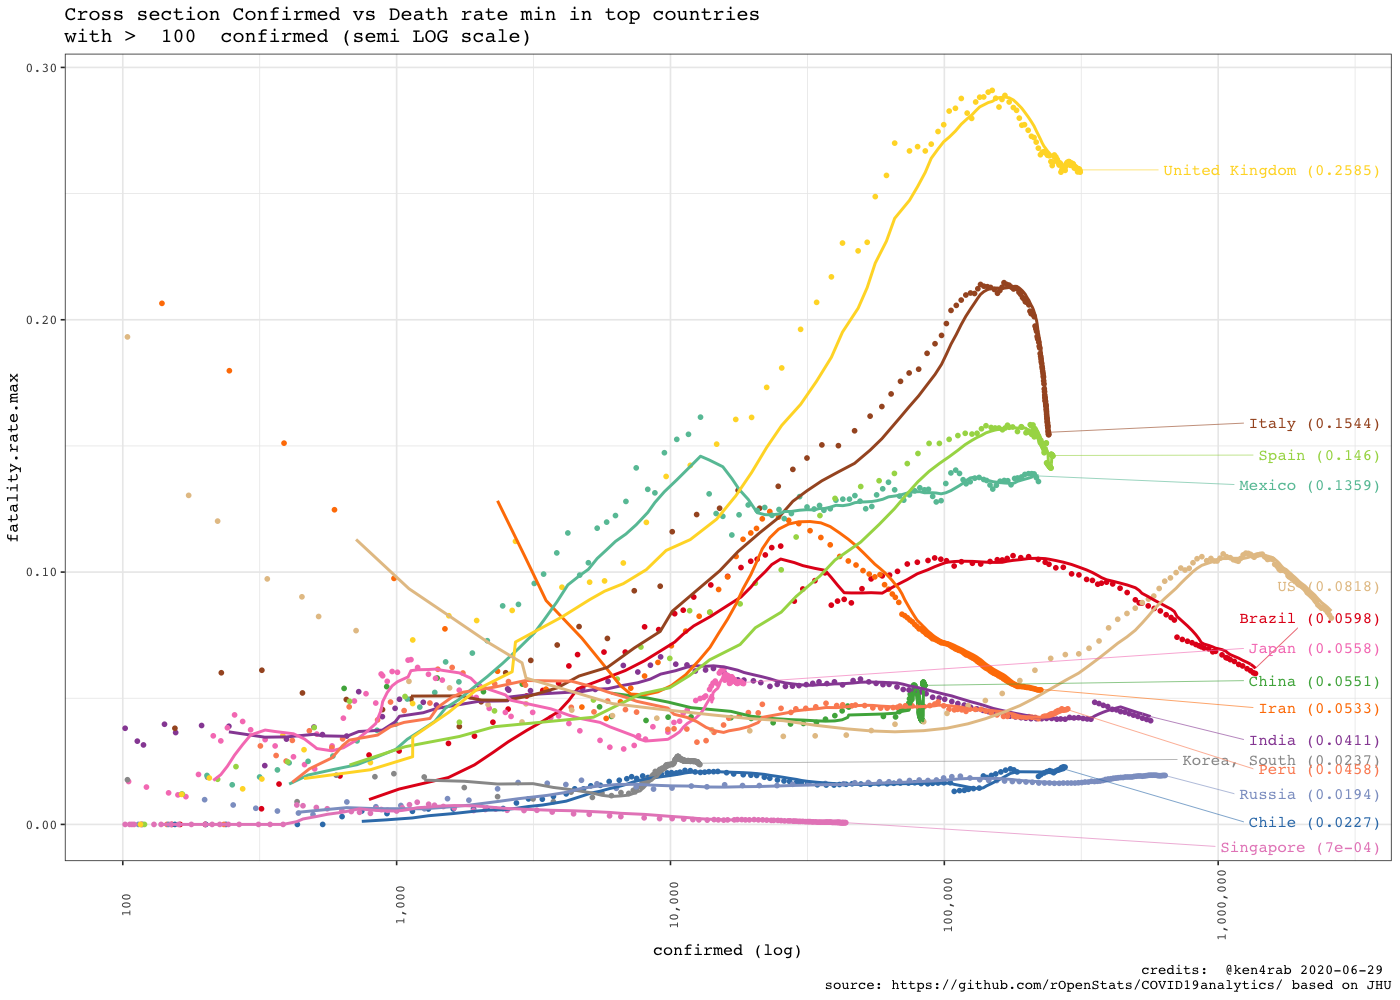 Cross section Confirmed vs Death rate min in top countries
with >  100  confirmed (semi LOG scale)
0.30
0.20
0.10
0.00
fatality.rate.max
United Kingdom (0.2585)
Italy (0.1544)
Spain (0.146)
Mexico (0.1359)
US (0.0818)
Brazil (0.0598)
Japan (0.0558)
China (0.0551)
Iran (0.0533)
India (0.0411)
Korea, South (0.0237)
Peru (0.0458)
Russia (0.0194)
Chile (0.0227)
Singapore (7e-04)
100
1,000
10,000
100,000
1,000,000
confirmed (log)
credits:  @ken4rab 2020-06-29
source: https://github.com/rOpenStats/COVID19analytics/ based on JHU